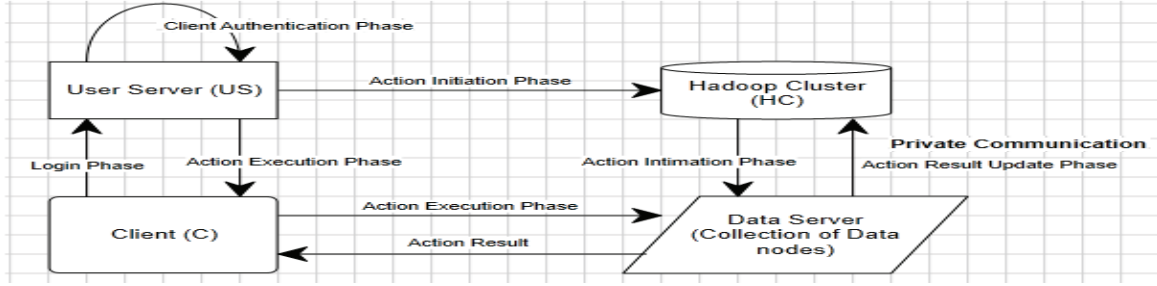 Client Authentication Phase
User Server (US)
Action Initiation Phase
Hadoop Cluster
(HC)
Private Communication
Login Phase
Action Execution Phase
Action Intimation Phase
Action Result Update Phase
Client (C)
Action Execution Phase
Action Result
Data Server
(Collection of Data
nodes)